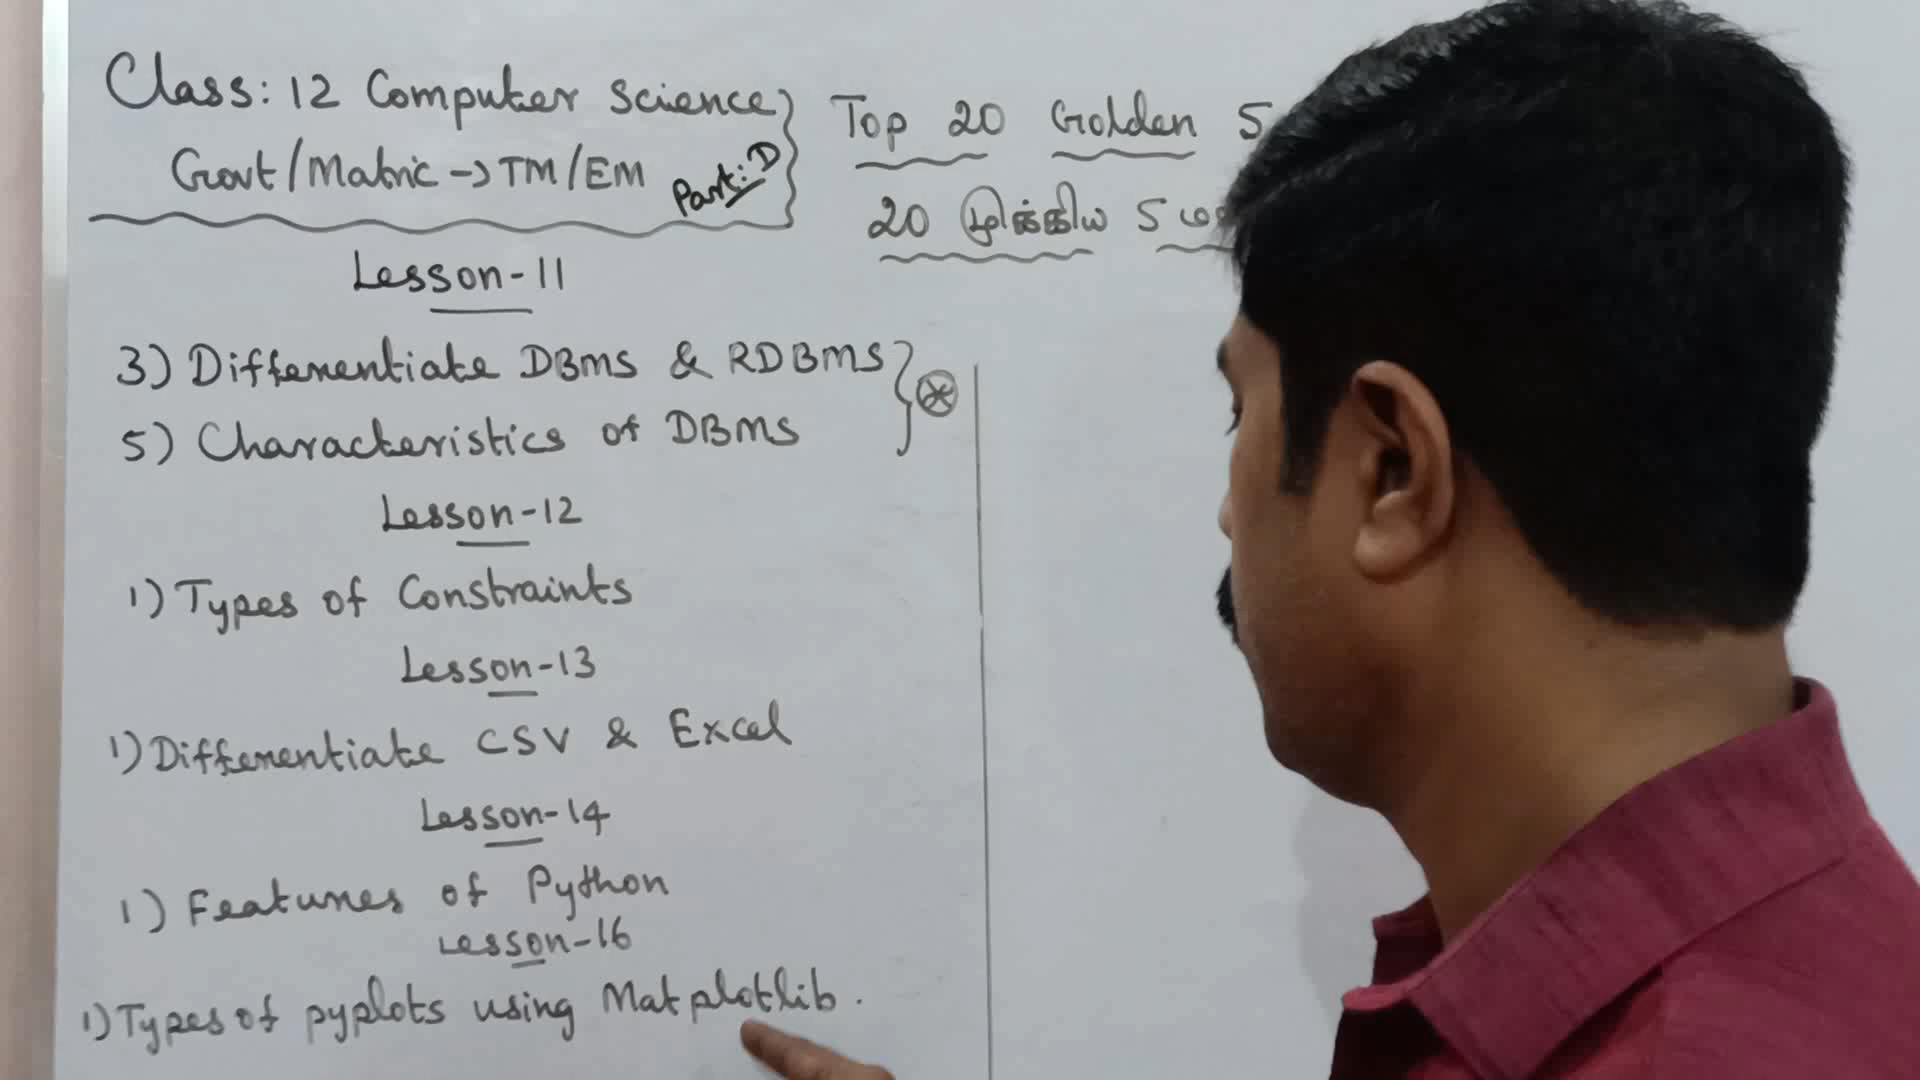 Class: 12 Computer Science
Govt/Matric -> TM/EM
Part: D
Top 20 Golden 5
20 முக்கிய 5
Lesson-11
3) Differentiate DBMS & RDBMS
5) Characteristics of DBMS
Lesson-12
1) Types of Constraints
Lesson-13
1) Differentiate CSV & Excel
Lesson-14
1) Features of Python
Lesson-16
1) Types of pyplots using Matplotlib.